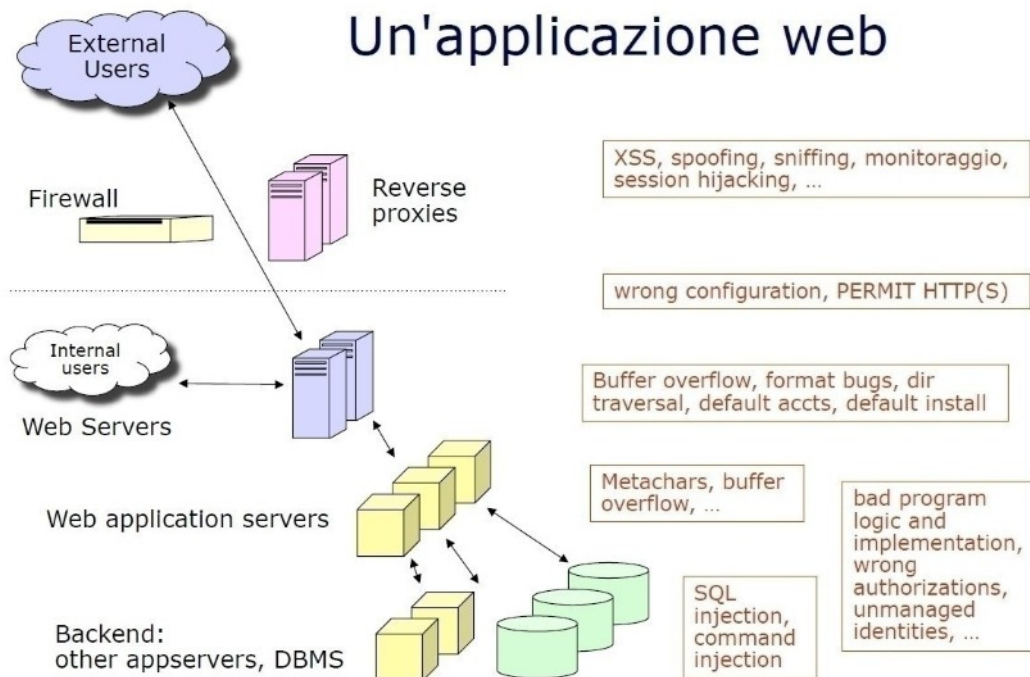 Un'applicazione web
External
Users
XSS, spoofing, sniffing, monitoraggio,
session hijacking, ...
Firewall
Reverse
proxies
wrong configuration, PERMIT HTTP(S)
Internal
users
Buffer overflow, format bugs, dir
traversal, default accts, default install
Web Servers
Metachars, buffer
overflow, ...
Web application servers
bad program
logic and
implementation,
wrong
authorizations,
unmanaged
identities, ...
SQL
injection,
command
injection
Backend:
other appservers, DBMS